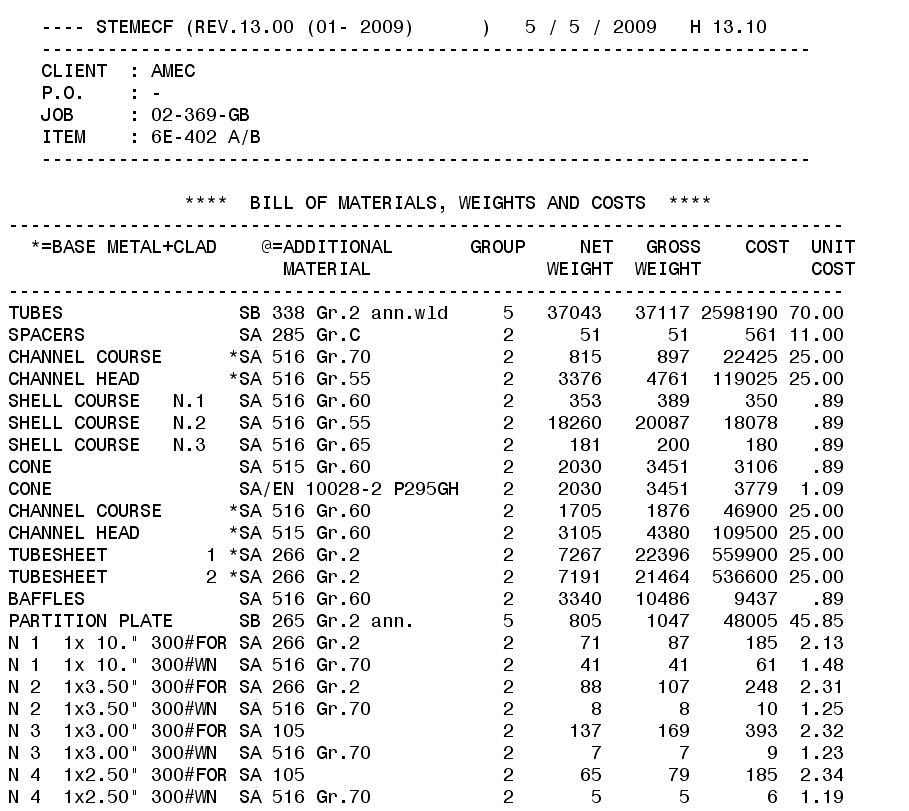 ---- STEMECF (REV.13.00 (01- 2009)      )   5 / 5 / 2009   H 13.10
----------------------------------------------------------------------
CLIENT  : AMEC
P.O.    : -
JOB     : 02-369-GB
ITEM    : 6E-402 A/B
----------------------------------------------------------------------
****  BILL OF MATERIALS, WEIGHTS AND COSTS  ****
----------------------------------------------------------------------------
*=BASE METAL+CLAD    @=ADDITIONAL       GROUP     NET   GROSS    COST  UNIT
MATERIAL                WEIGHT  WEIGHT          COST
----------------------------------------------------------------------------
TUBES                SB 338 Gr.2 ann.wld     5   37043   37117 2598190 70.00
SPACERS              SA 285 Gr.C             2      51      51     561 11.00
CHANNEL COURSE      *SA 516 Gr.70            2     815     897   22425 25.00
CHANNEL HEAD        *SA 516 Gr.55            2    3376    4761  119025 25.00
SHELL COURSE   N.1   SA 516 Gr.60            2     353     389     350   .89
SHELL COURSE   N.2   SA 516 Gr.55            2   18260   20087   18078   .89
SHELL COURSE   N.3   SA 516 Gr.65            2     181     200     180   .89
CONE                 SA 515 Gr.60            2    2030    3451    3106   .89
CONE                 SA/EN 10028-2 P295GH    2    2030    3451    3779  1.09
CHANNEL COURSE      *SA 516 Gr.60            2    1705    1876   46900 25.00
CHANNEL HEAD        *SA 515 Gr.60            2    3105    4380  109500 25.00
TUBESHEET         1 *SA 266 Gr.2             2    7267   22396  559900 25.00
TUBESHEET         2 *SA 266 Gr.2             2    7191   21464  536600 25.00
BAFFLES              SA 516 Gr.60            2    3340   10486    9437   .89
PARTITION PLATE      SB 265 Gr.2 ann.        5     805    1047   48005 45.85
N 1  1x 10." 300#FOR SA 266 Gr.2             2      71      87     185  2.13
N 1  1x 10." 300#WN  SA 516 Gr.70            2      41      41      61  1.48
N 2  1x3.50" 300#FOR SA 266 Gr.2             2      88     107     248  2.31
N 2  1x3.50" 300#WN  SA 516 Gr.70            2       8       8      10  1.25
N 3  1x3.00" 300#FOR SA 105                  2     137     169     393  2.32
N 3  1x3.00" 300#WN  SA 516 Gr.70            2       7       7       9  1.23
N 4  1x2.50" 300#FOR SA 105                  2      65      79     185  2.34
N 4  1x2.50" 300#WN  SA 516 Gr.70            2       5       5       6  1.19